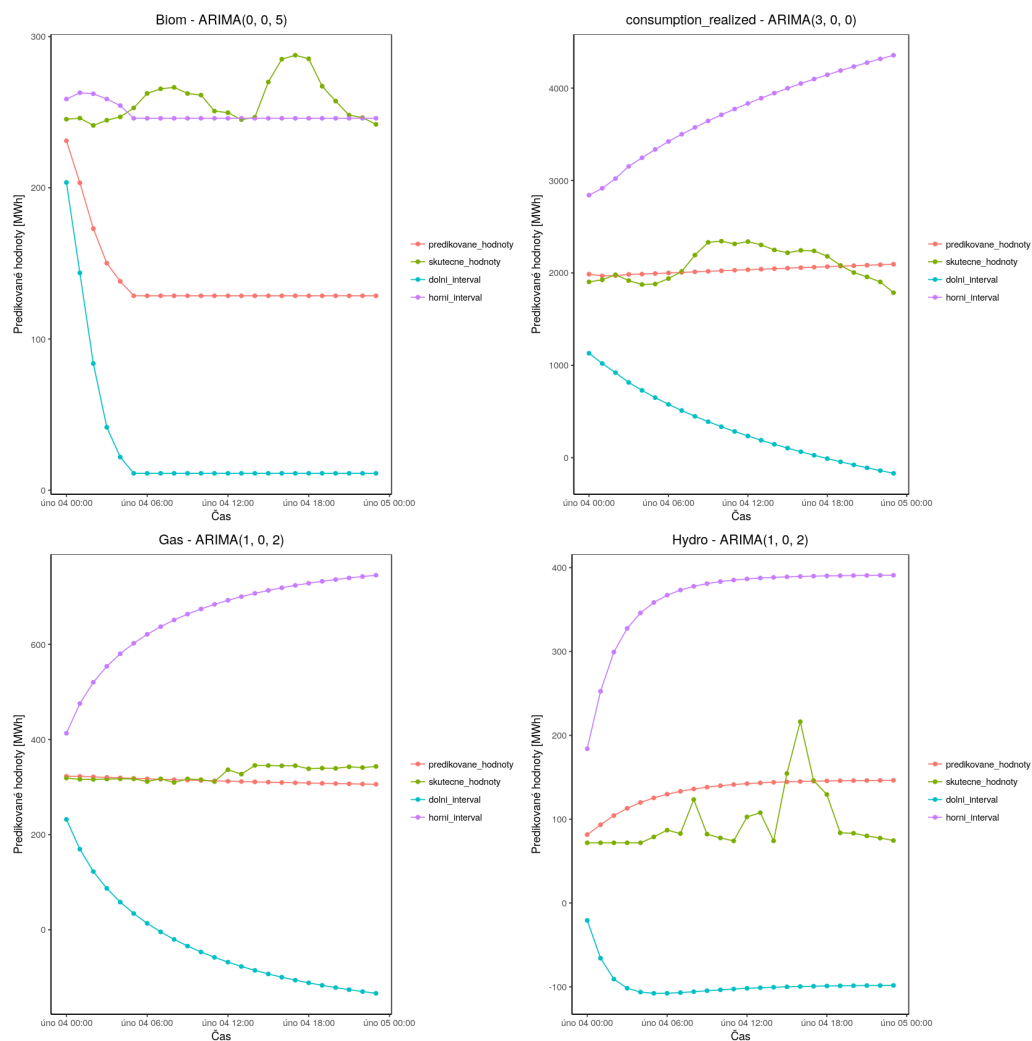 Biom - ARIMA(0, 0, 5)
300
200
100
0
Predikované hodnoty [MWh]
úno 04 00:00 úno 04 06:00 úno 04 12:00 úno 04 18:00 úno 05 00:00
Čas
predikovane_hodnoty
skutecne_hodnoty
dolni_interval
horni_interval
consumption_realized - ARIMA(3, 0, 0)
4000
3000
2000
1000
0
Predikované hodnoty [MWh]
úno 04 00:00 úno 04 06:00 úno 04 12:00 úno 04 18:00 úno 05 00:00
Čas
predikovane_hodnoty
skutecne_hodnoty
dolni_interval
horni_interval
Gas - ARIMA(1, 0, 2)
600
400
200
0
Predikované hodnoty [MWh]
úno 04 00:00 úno 04 06:00 úno 04 12:00 úno 04 18:00 úno 05 00:00
Čas
predikovane_hodnoty
skutecne_hodnoty
dolni_interval
horni_interval
Hydro - ARIMA(1, 0, 2)
400
300
200
100
0
-100
Predikované hodnoty [MWh]
úno 04 00:00 úno 04 06:00 úno 04 12:00 úno 04 18:00 úno 05 00:00
Čas
predikovane_hodnoty
skutecne_hodnoty
dolni_interval
horni_interval